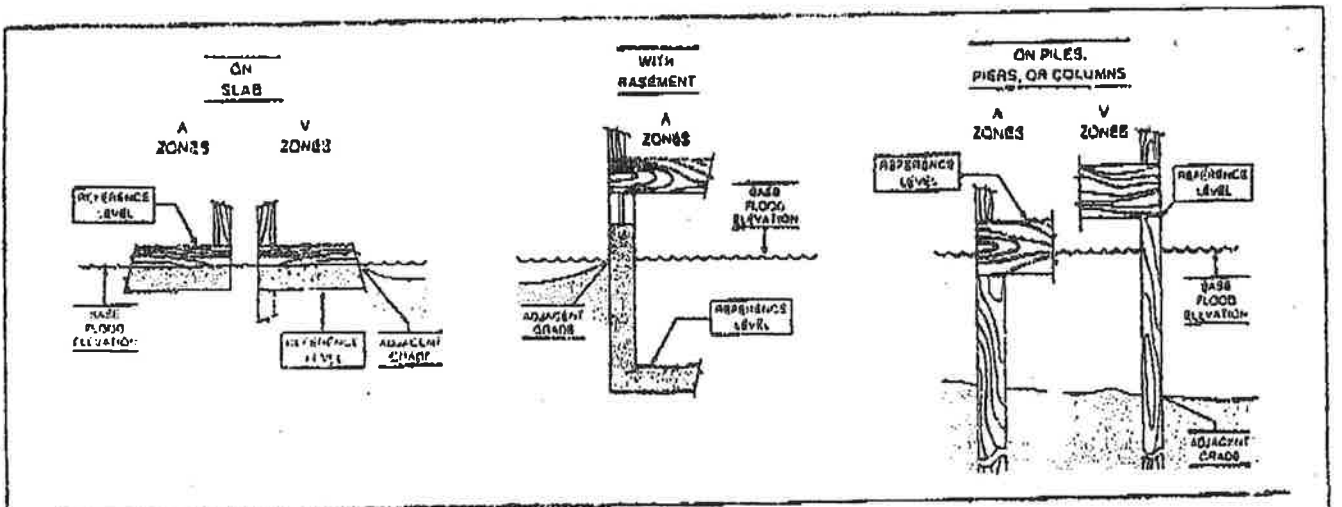 ON
SLAB
A
ZONES
V
ZONES
REFERENCE
LEVEL
BASE
FLOOD
ELEVATION
REFERENCE
LEVEL
ADJACENT
GRADE
WITH
BASEMENT
A
ZONES
BASE
FLOOD
ELEVATION
ADJACENT
GRADE
REFERENCE
LEVEL
ON PILES,
PIERS, OR COLUMNS
A
ZONES
V
ZONES
REFERENCE
LEVEL
REFERENCE
LEVEL
BASE
FLOOD
ELEVATION
ADJACENT
GRADE